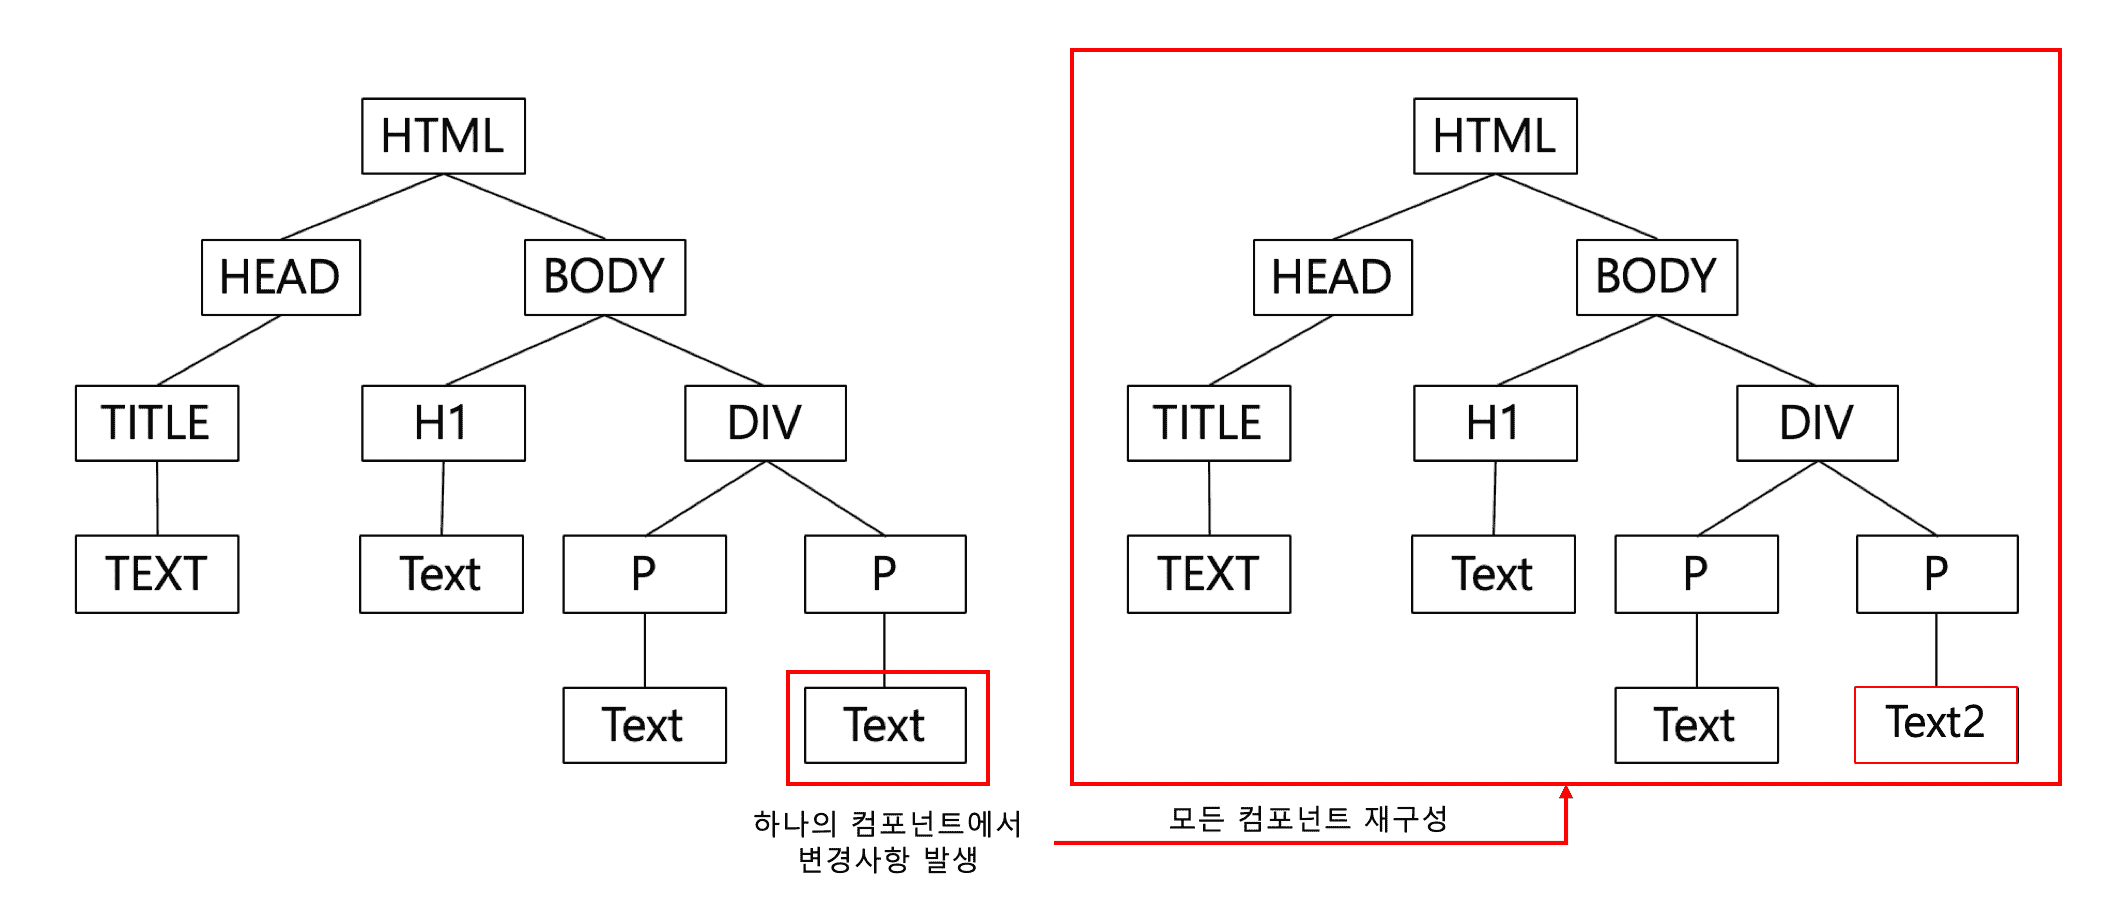 HTML
HEAD
BODY
TITLE
H1
DIV
TEXT
Text
P
P
Text
Text
하나의 컴포넌트에서
변경사항 발생
모든 컴포넌트 재구성
HTML
HEAD
BODY
TITLE
H1
DIV
TEXT
Text
P
P
Text
Text2